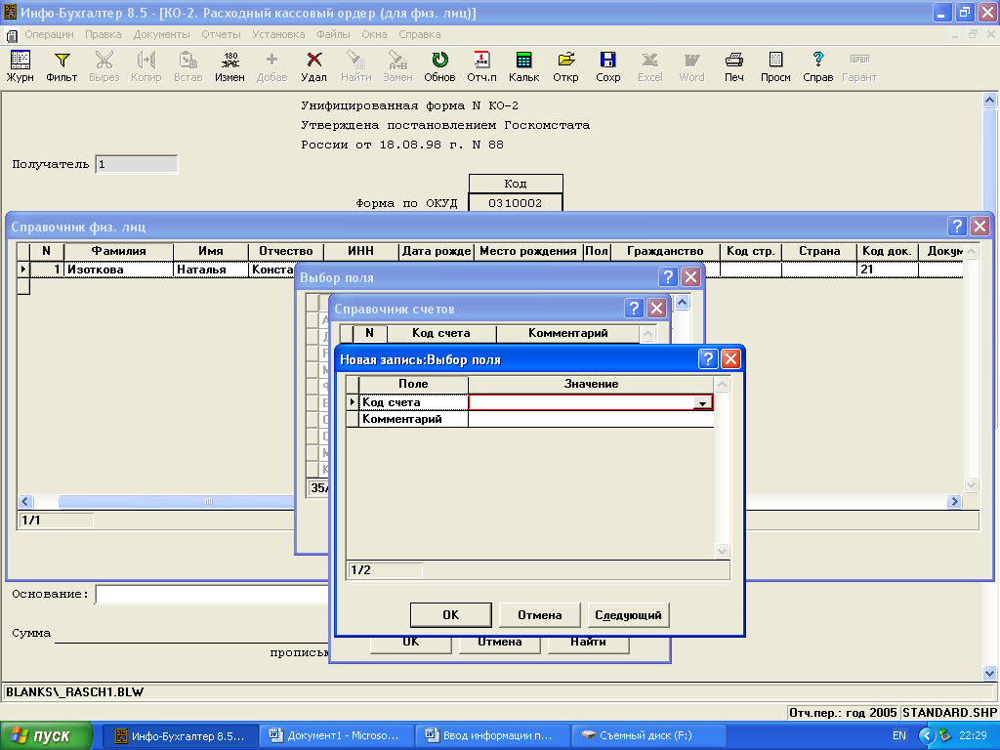 Инфо-Бухгалтер 8.5 - [КО-2. Расходный кассовый ордер (для физ. лиц)]
Операции Правка Документы Отчеты Установка Файлы Окна Справка
Журн Фильт Вырез Копир Встав Измен Добав Удал Найти Замен Обнов Отч.п Кальк Откр Сохр Excel Word Печ Просм Справ Гарант
Унифицированная форма N КО-2
Утверждена постановлением Госкомстата
России от 18.08.98 г. N 88
Получатель 1
Код
Форма по ОКУД 0310002
Справочник физ. лиц
N Фамилия Имя Отчество ИНН Дата рожде Место рождения Пол Гражданство Код стр. Страна Код док. Докум
1 Изоткова Наталья Конста 21
Выбор поля
Справочник счетов
N Код счета Комментарий
Новая запись:Выбор поля
Поле Значение
Код счета
Комментарий
35/
1/1
1/2
OK Отмена Следующий
Основание:
Сумма
OK Отмена Найти
прописью
BLANKS\_RASCH1.BLW
Отч.пер.: год 2005 STANDARD.SHP
пуск Инфо-Бухгалтер 8.5... Документ1 - Microso... Ввод информации п... Съемный диск (F:) EN 22:29